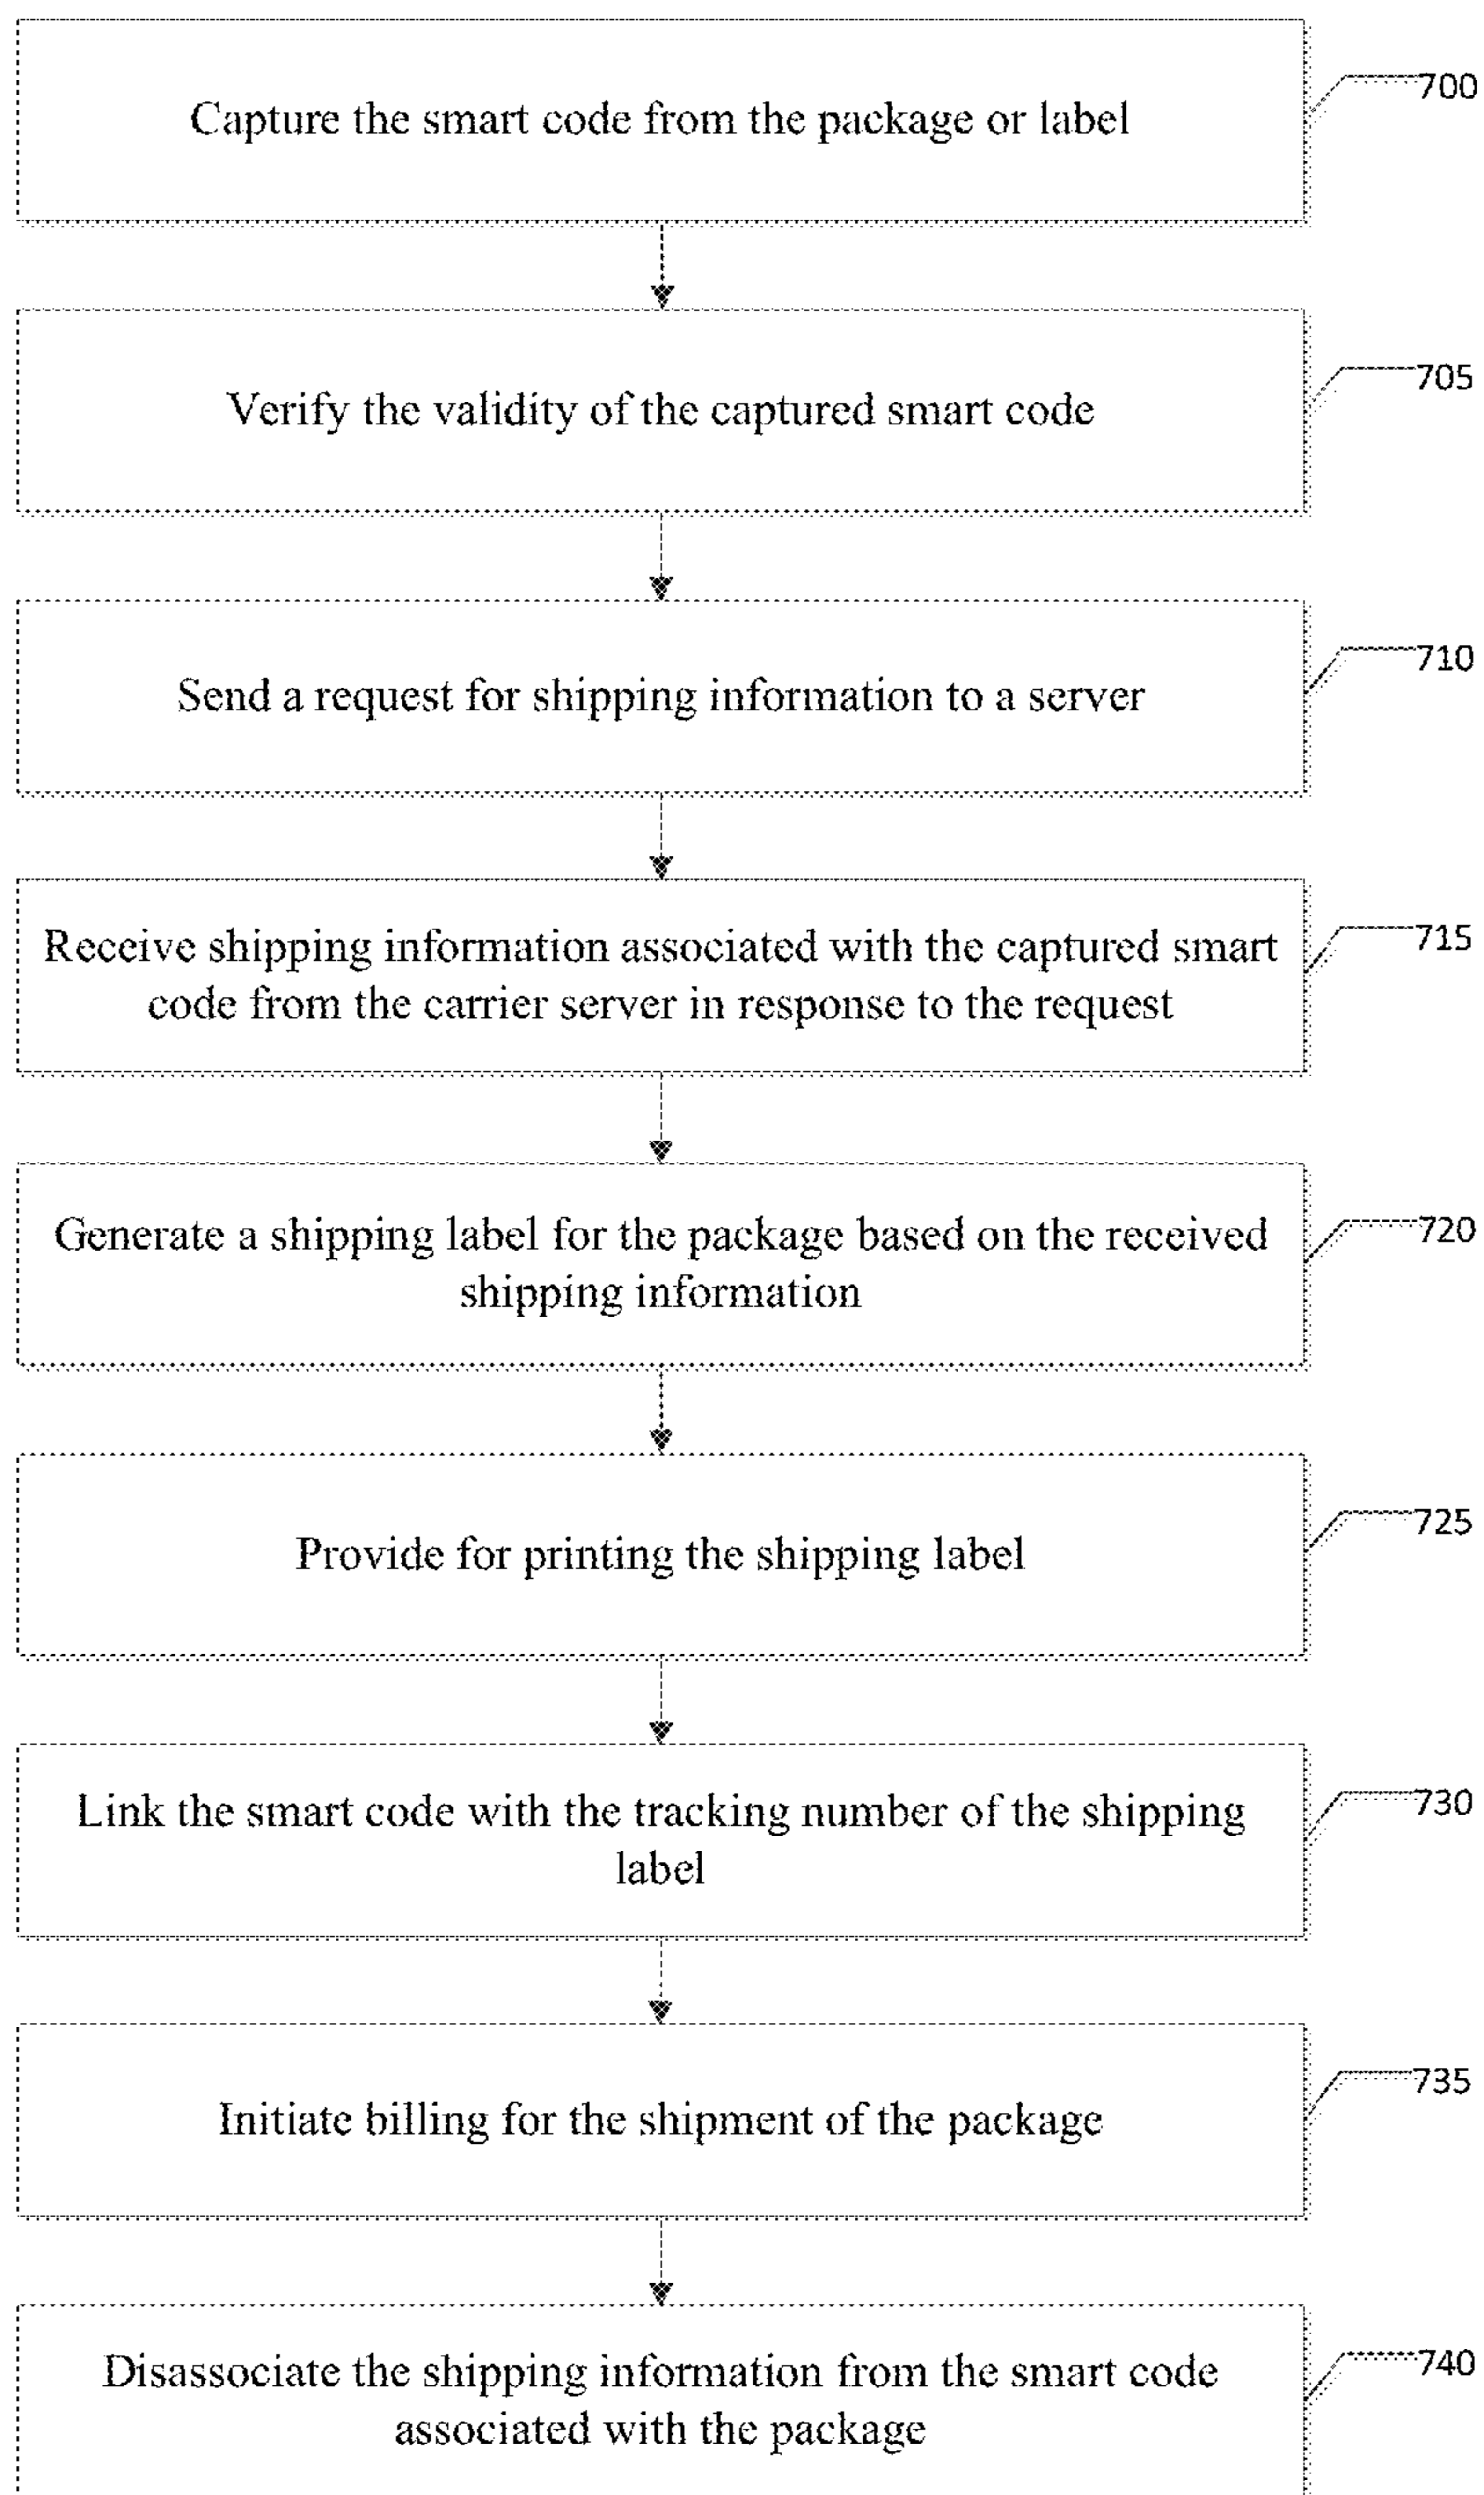 Capture the smart code from the package or label
700
Verify the validity of the captured smart code
705
Send a request for shipping information to a server
710
Receive shipping information associated with the captured smart
code from the carrier server in response to the request
715
Generate a shipping label for the package based on the received
shipping information
720
Provide for printing the shipping label
725
Link the smart code with the tracking number of the shipping
label
730
Initiate billing for the shipment of the package
735
Disassociate the shipping information from the smart code
associated with the package
740